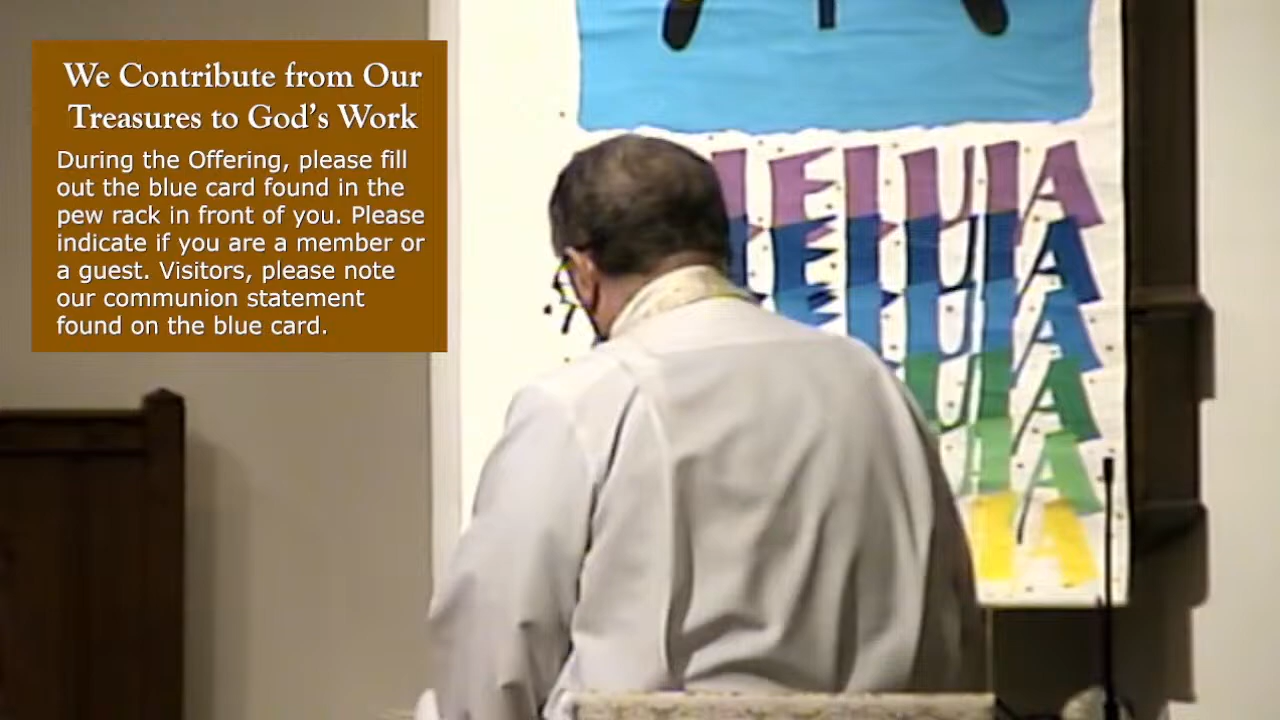 We Contribute from Our
Treasures to God's Work
During the Offering, please fill
out the blue card found in the
pew rack in front of you. Please
indicate if you are a member or
a guest. Visitors, please note
our communion statement
found on the blue card.